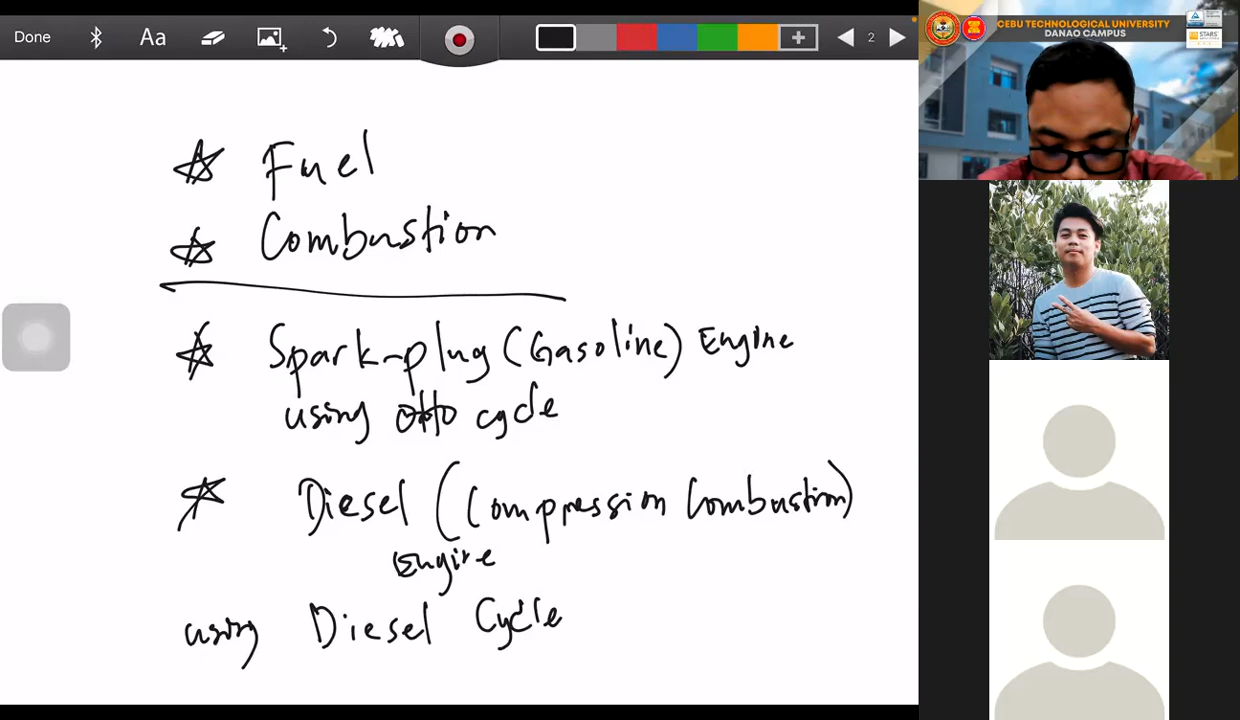 Done
Aa
2
CEBU TECHNOLOGICAL UNIVERSITY
DANAO CAMPUS
STARS
Fuel
Combustion
Spark-plug (Gasoline) Engine
using otto cycle
Diesel (Compression Combustion)
Engine
using Diesel Cycle